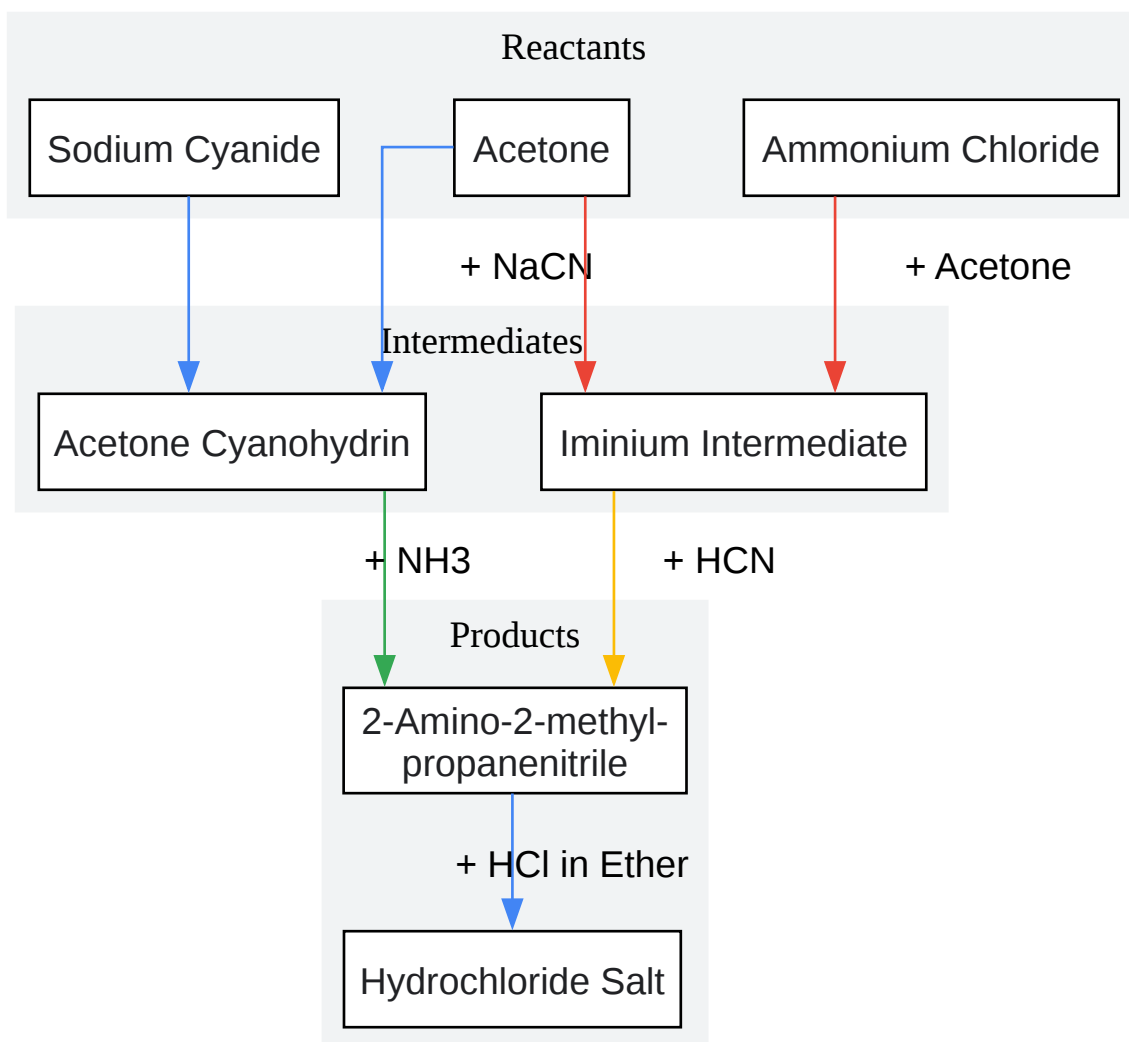 Reactants
Sodium Cyanide
Acetone
Ammonium Chloride
+ NaCN
+ Acetone
Intermediates
Acetone Cyanohydrin
Iminium Intermediate
+ NH3
+ HCN
Products
2-Amino-2-methyl-
propanenitrile
+ HCl in Ether
Hydrochloride Salt